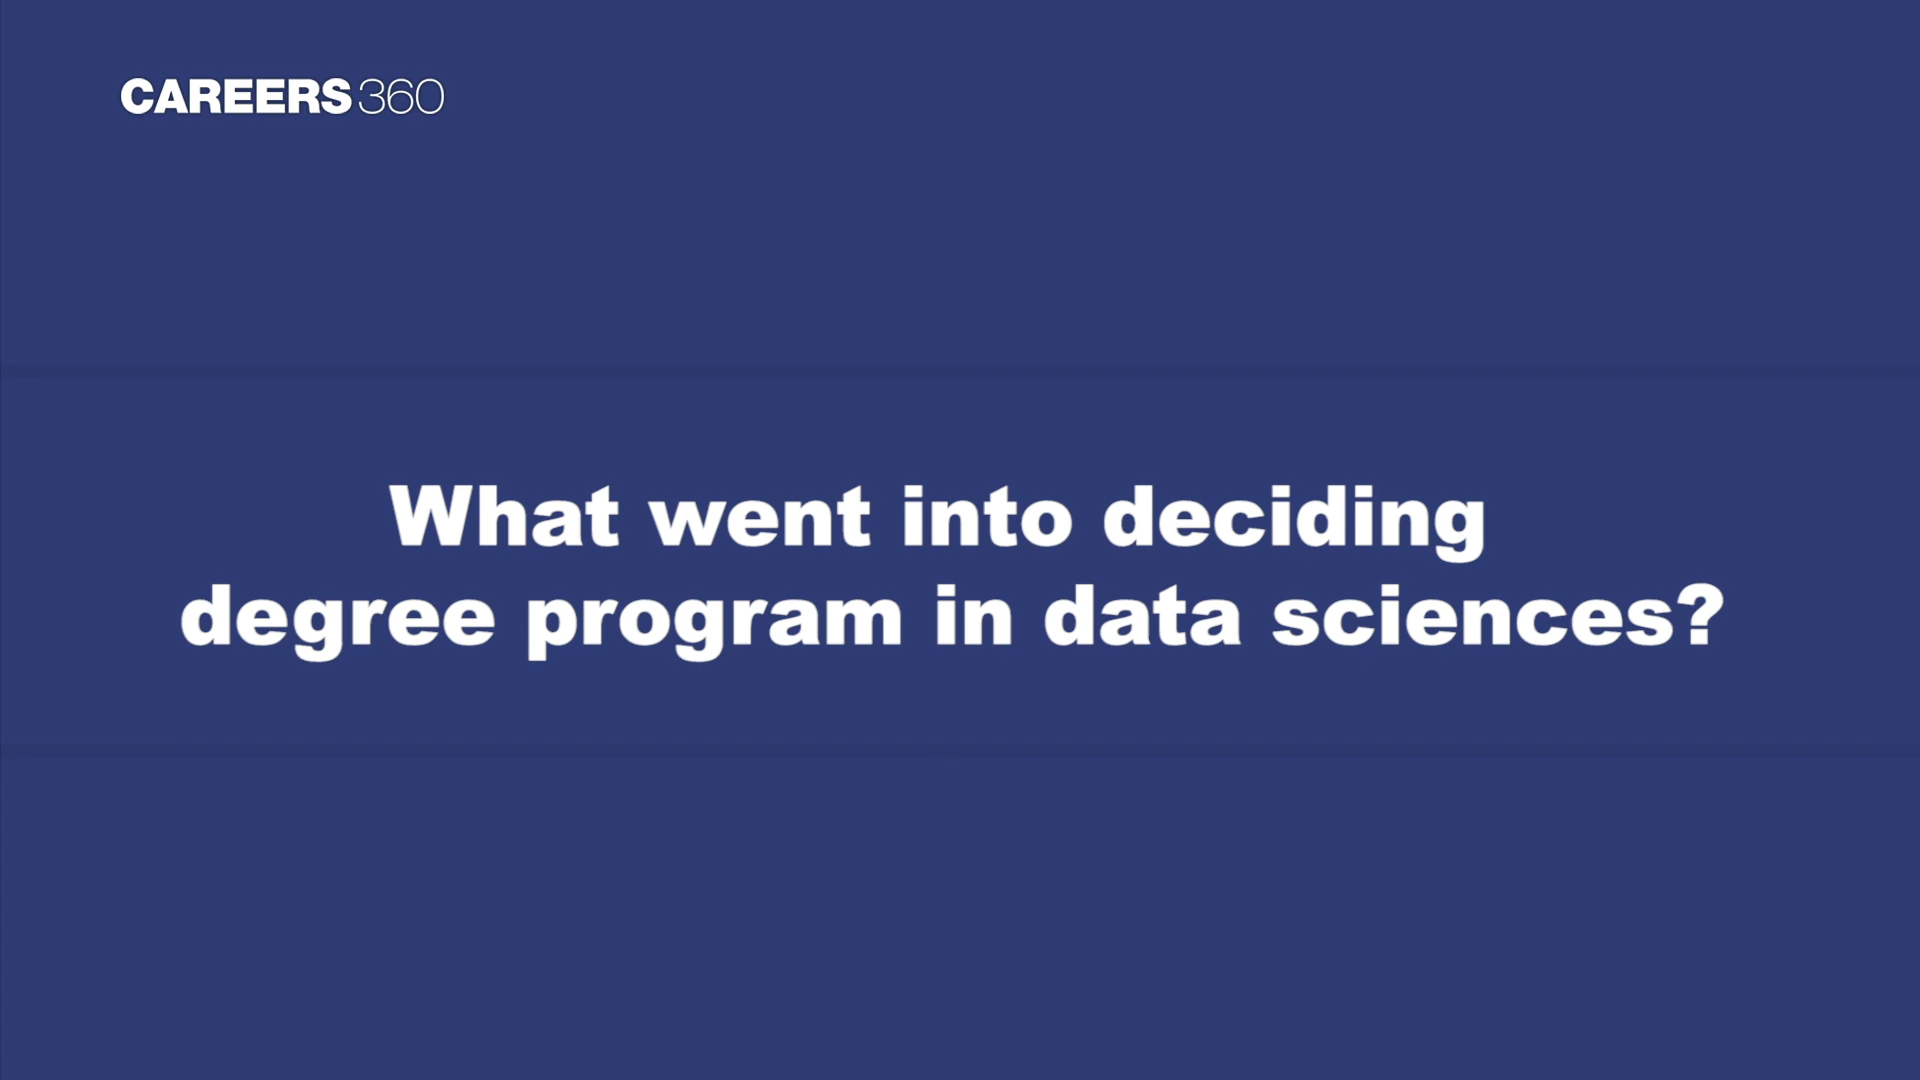 CAREERS360
What went into deciding
degree program in data sciences?